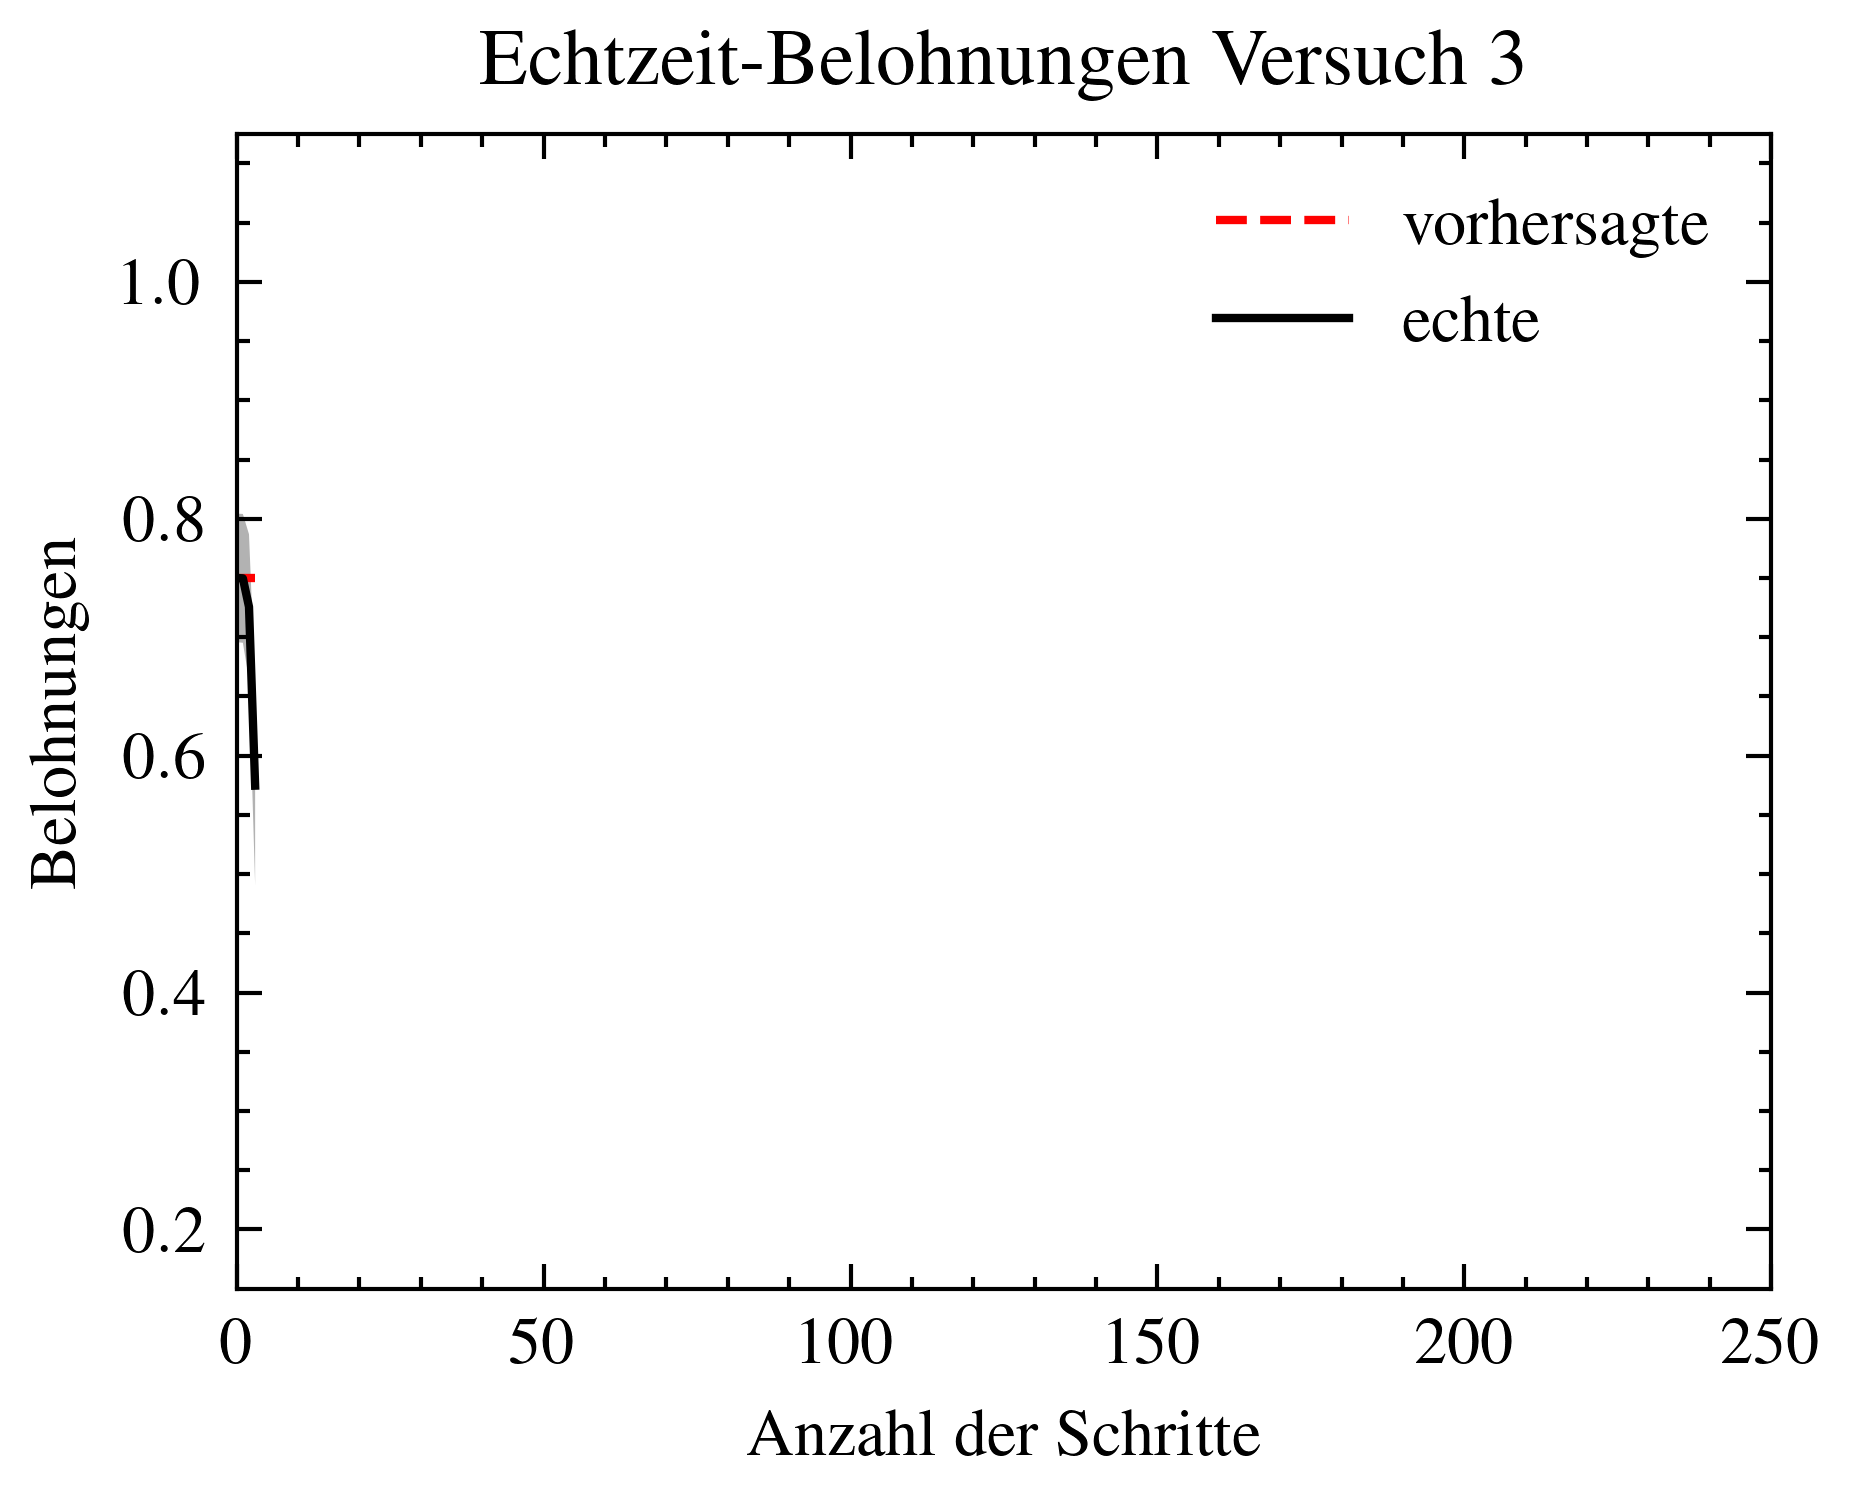 Echtzeit-Belohnungen Versuch 3
vorhersagte
echte
1.0
0.8
0.6
0.4
0.2
Belohnungen
0 50 100 150 200 250
Anzahl der Schritte